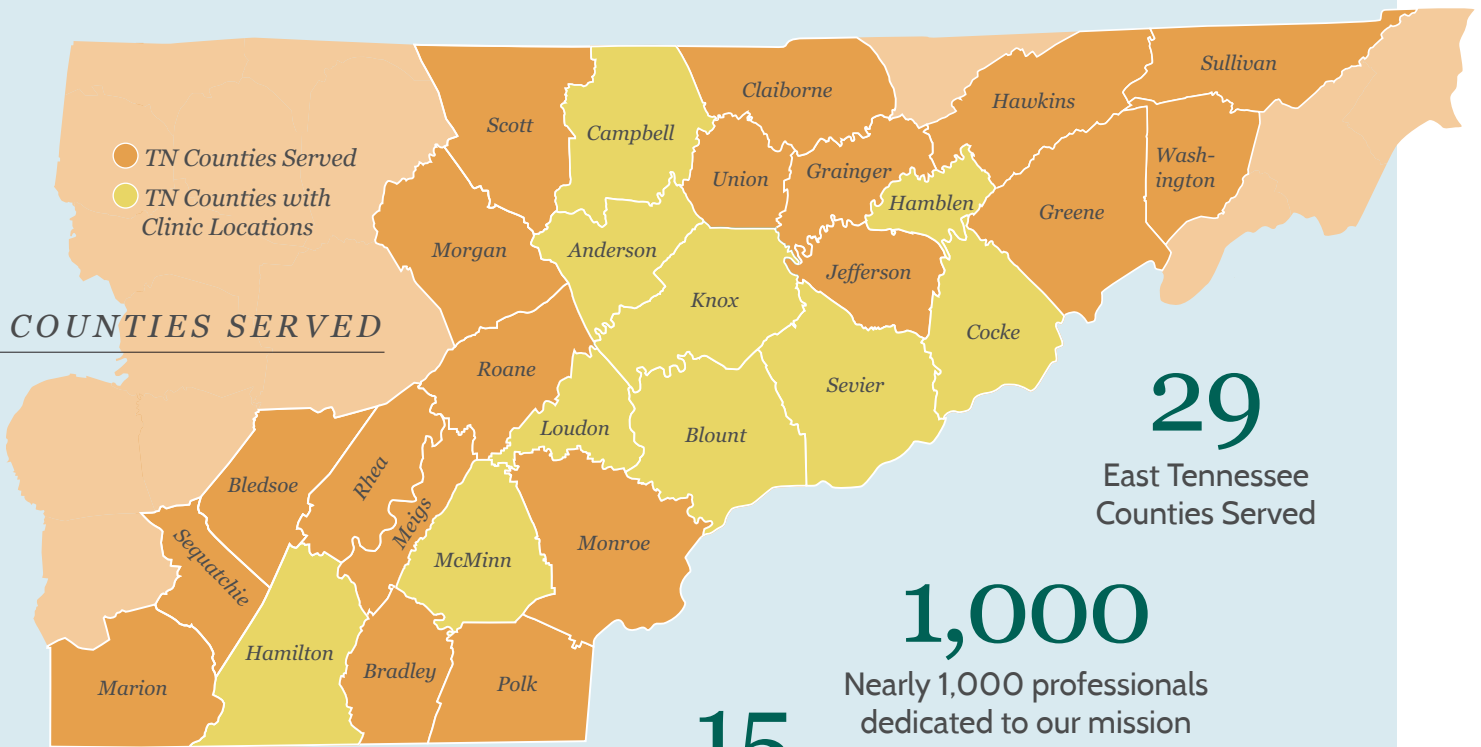 Sullivan
Claiborne
Hawkins
Scott
Campbell
TN Counties Served
Wash-
ington
Grainger
Union
TN Counties with
Clinic Locations
Hamblen
Greene
Morgan
Anderson
Jefferson
Knox
COUNTIES SERVED
Cocke
Roane
Sevier
29
East Tennessee
Counties Served
Loudon
Blount
Rhea
Bledsoe
Meigs
Monroe
McMinn
Sequatchie
1,000
Nearly 1,000 professionals
dedicated to our mission
Hamilton
Bradley
Polk
Marion
15